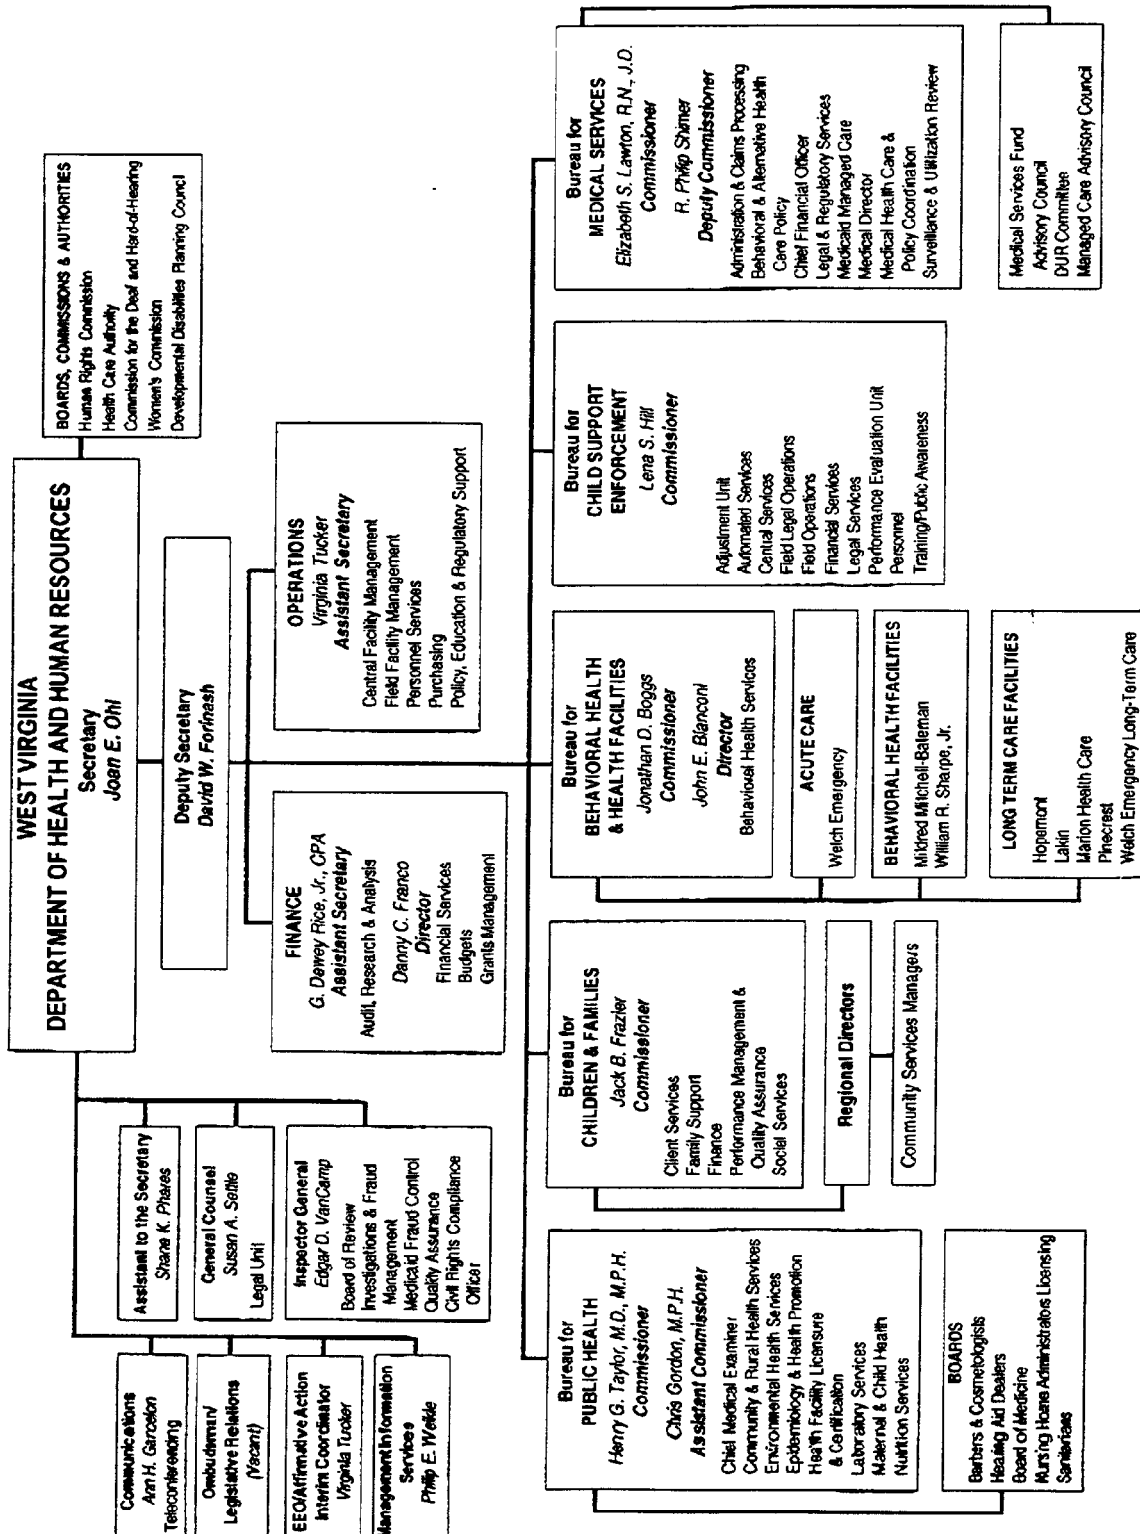 WEST VIRGINIA
DEPARTMENT OF HEALTH AND HUMAN RESOURCES
Secretary
Joan E. Ohl
BOARDS, COMMISSIONS & AUTHORITIES
Human Rights Commission
Health Care Authority
Commission for the Deaf and Hard-of-Hearing
Women's Commission
Developmental Disabilities Planning Council
Deputy Secretary
David W. Forinash
Communications
Ann H. Garcelon
Teleconferencing
Ombudsman/
Legislative Relations
(Vacant)
EEO/Affirmative Action
Interim Coordinator
Virginia Tucker
Management Information
Services
Philip E. Weikle
Assistant to the Secretary
Shane K. Phares
General Counsel
Susan A. Settle
Legal Unit
Inspector General
Edgar D. VanCamp
Board of Review
Investigations & Fraud
Management
Medicaid Fraud Control
Quality Assurance
Civil Rights Compliance
Officer
FINANCE
G. Dewey Rice, Jr., CPA
Assistant Secretary
Audit, Research & Analysis
Danny C. Franco
Director
Financial Services
Budgets
Grants Management
OPERATIONS
Virginia Tucker
Assistant Secretary
Central Facility Management
Field Facility Management
Personnel Services
Purchasing
Policy, Education & Regulatory Support
Bureau for
PUBLIC HEALTH
Henry G. Taylor, M.D., M.P.H.
Commissioner
Chris Gordon, M.P.H.
Assistant Commissioner
Chief Medical Examiner
Community & Rural Health Services
Environmental Health Services
Epidemiology & Health Promotion
Health Facility Licensure
& Certification
Laboratory Services
Maternal & Child Health
Nutrition Services
BOARDS
Barbers & Cosmetologists
Hearing Aid Dealers
Board of Medicine
Nursing Home Administrators Licensing
Sanitarians
Bureau for
CHILDREN & FAMILIES
Jack B. Frazier
Commissioner
Client Services
Family Support
Finance
Performance Management &
Quality Assurance
Social Services
Regional Directors
Community Services Managers
Bureau for
BEHAVIORAL HEALTH
& HEALTH FACILITIES
Jonathan D. Boggs
Commissioner
John E. Bianconi
Director
Behavioral Health Services
ACUTE CARE
Welch Emergency
BEHAVIORAL HEALTH FACILITIES
Mildred Mitchell-Bateman
William R. Sharpe, Jr.
LONG TERM CARE FACILITIES
Hopemont
Lakin
Marion Health Care
Pinecrest
Welch Emergency Long-Term Care
Bureau for
CHILD SUPPORT
ENFORCEMENT
Lena S. Hill
Commissioner
Adjustment Unit
Automated Services
Central Services
Field Legal Operations
Field Operations
Financial Services
Legal Services
Performance Evaluation Unit
Personnel
Training/Public Awareness
Bureau for
MEDICAL SERVICES
Elizabeth S. Lawton, R.N., J.D.
Commissioner
R. Philip Shimer
Deputy Commissioner
Administration & Claims Processing
Behavioral & Alternative Health
Care Policy
Chief Financial Officer
Legal & Regulatory Services
Medicaid Managed Care
Medical Director
Medical Health Care &
Policy Coordination
Surveillance & Utilization Review
Medical Services Fund
Advisory Council
DUR Committee
Managed Care Advisory Council